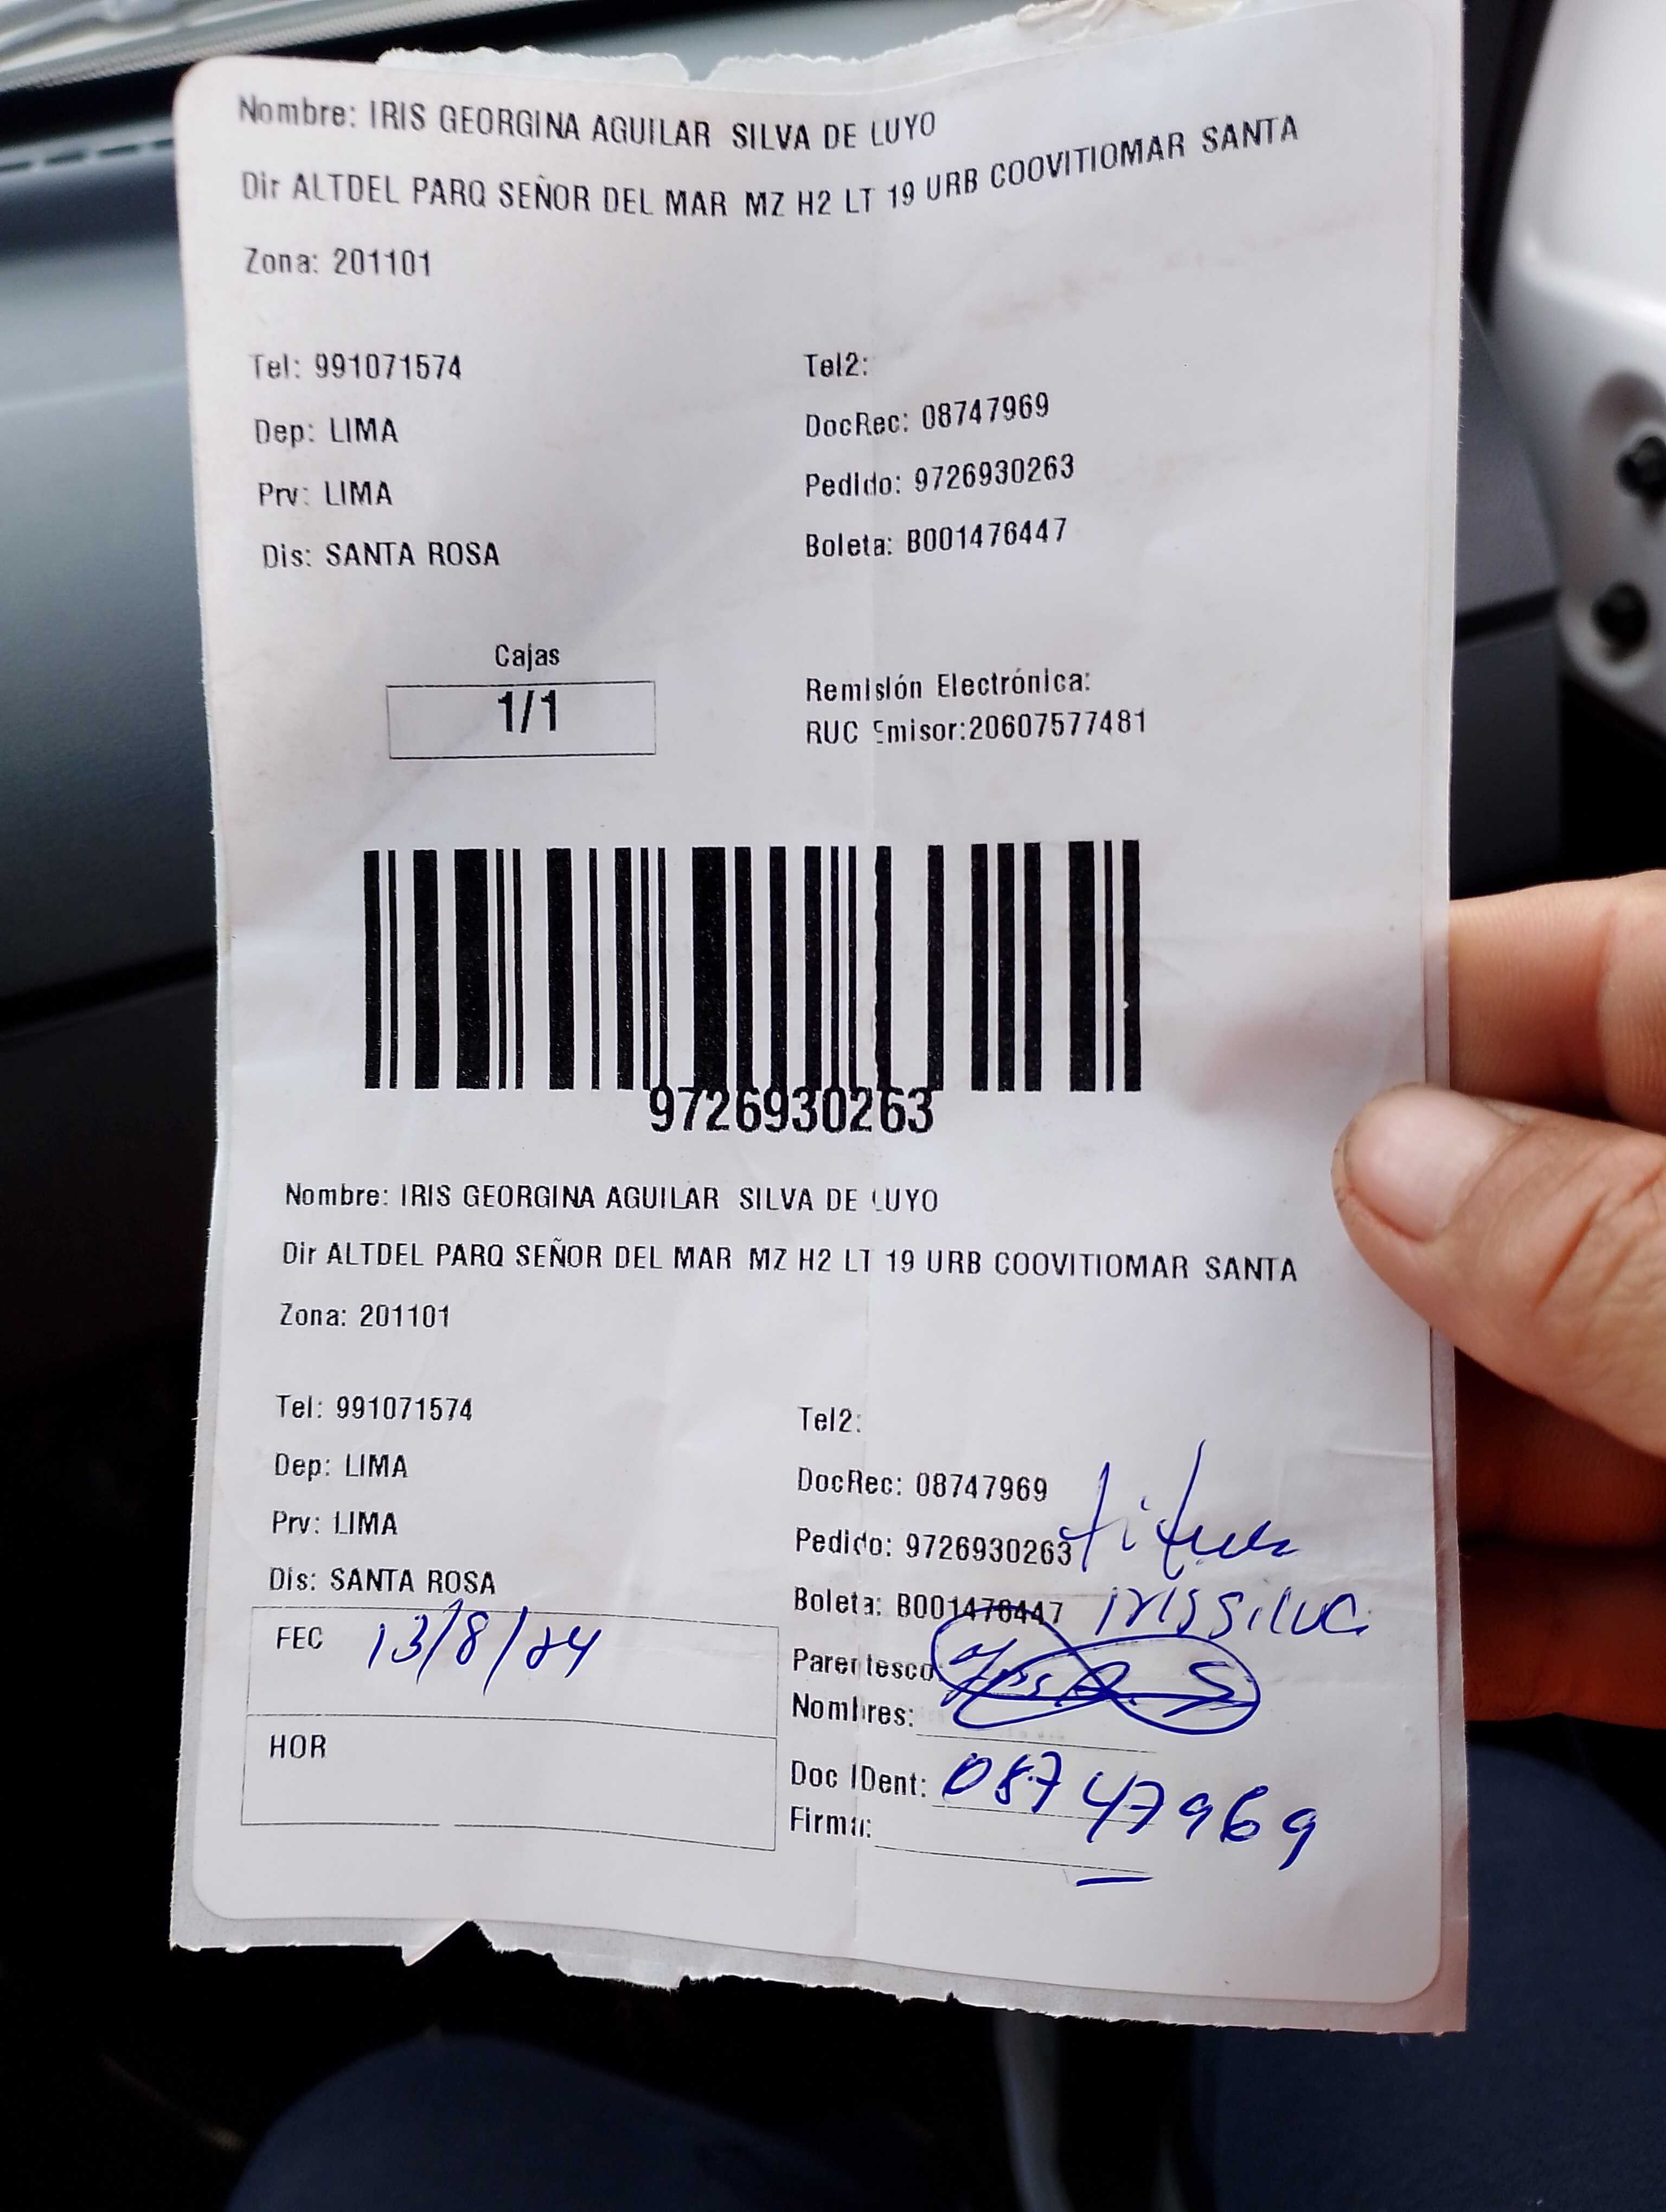 Nombre: IRIS GEORGINA AGUILAR SILVA DE LUYO
Dir ALTDEL PARQ SEÑOR DEL MAR MZ H2 LT 19 URB COOVITIOMAR SANTA
Zona: 201101
Tel: 991071574 Tel2:
Dep: LIMA DocRec: 08747969
Prv: LIMA Pedido: 9726930263
Dis: SANTA ROSA Boleta: B001476447
Cajas
1/1
Remisión Electrónica:
RUC Emisor:20607577481
9726930263
Nombre: IRIS GEORGINA AGUILAR SILVA DE LUYO
Dir ALTDEL PARQ SEÑOR DEL MAR MZ H2 LT 19 URB COOVITIOMAR SANTA
Zona: 201101
Tel: 991071574 Tel2:
Dep: LIMA DocRec: 08747969
Prv: LIMA Pedido: 9726930263
Dis: SANTA ROSA Boleta: B001476447 iris silva
FEC 13/8/24 Parentesco:
Nombres:
HOR Doc IDent: 08747969
Firma: